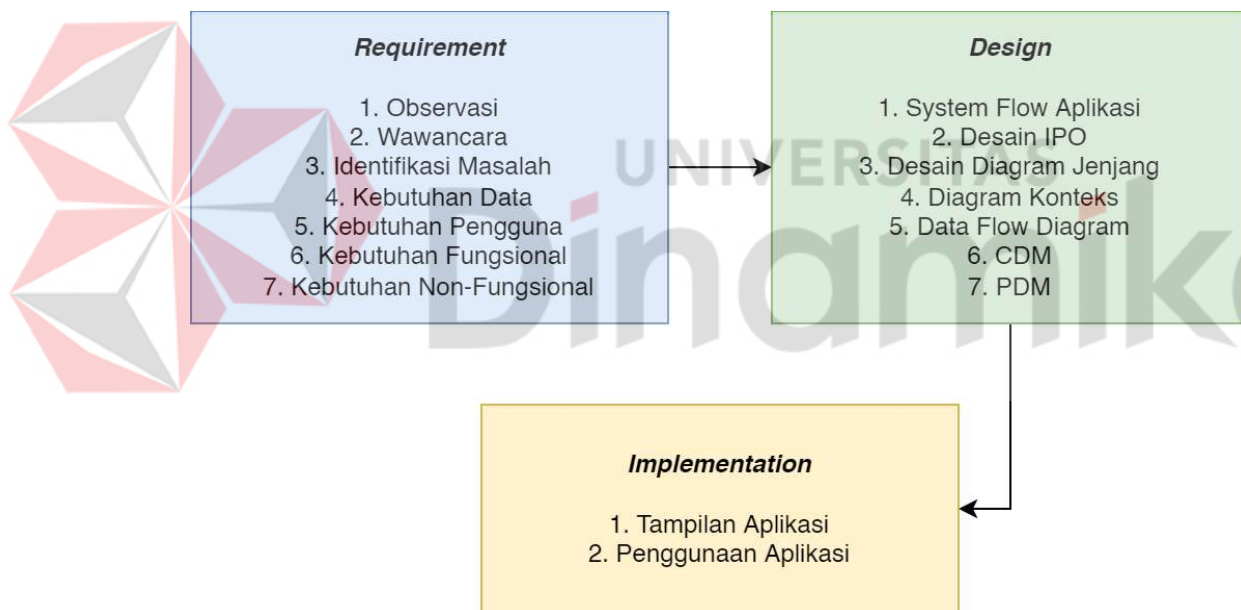 Requirement
1. Observasi
2. Wawancara
3. Identifikasi Masalah
4. Kebutuhan Data
5. Kebutuhan Pengguna
6. Kebutuhan Fungsional
7. Kebutuhan Non-Fungsional
Design
1. System Flow Aplikasi
2. Desain IPO
3. Desain Diagram Jenjang
4. Diagram Konteks
5. Data Flow Diagram
6. CDM
7. PDM
UNIVERSITAS
Dinamika
Implementation
1. Tampilan Aplikasi
2. Penggunaan Aplikasi